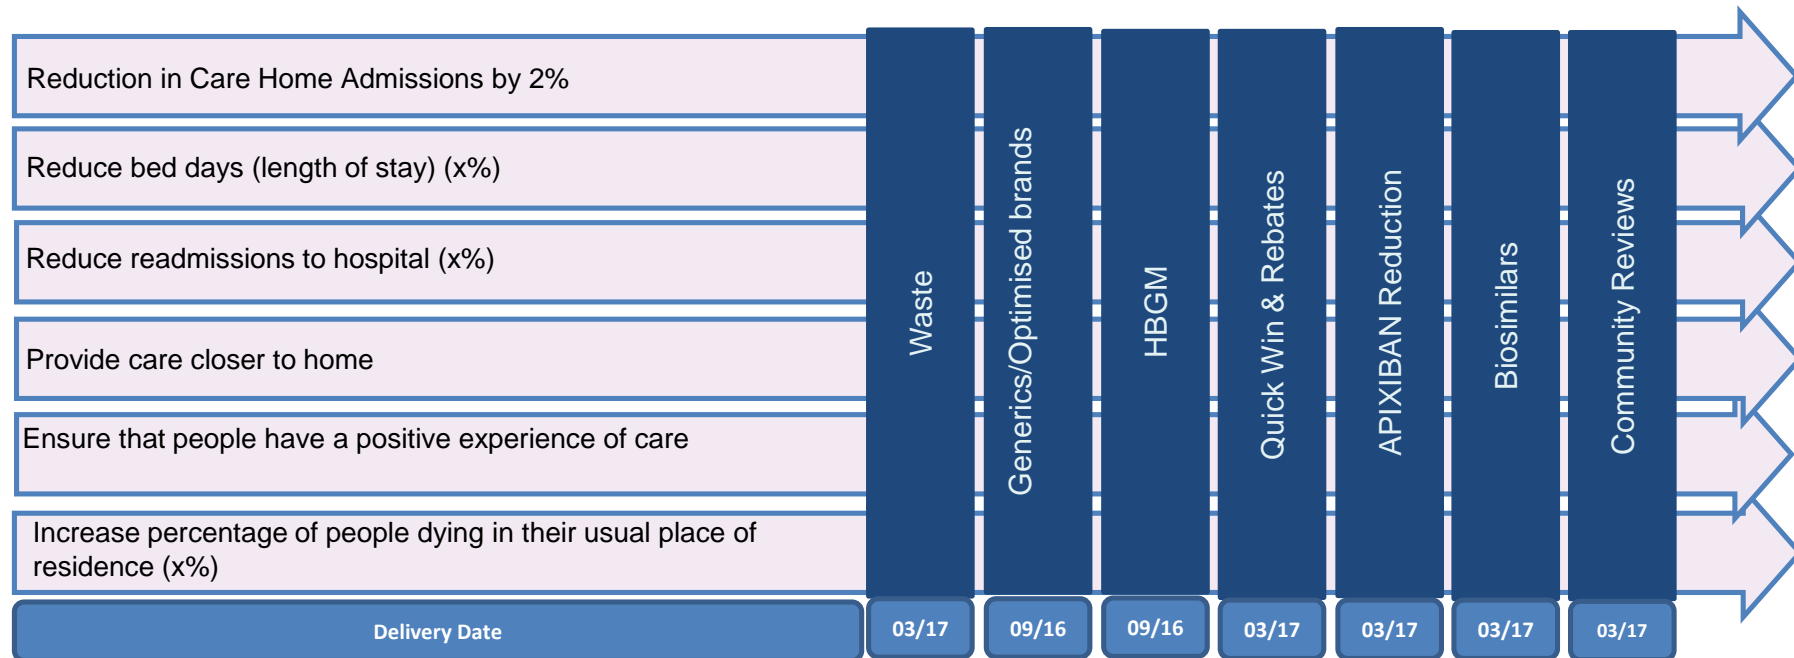 Reduction in Care Home Admissions by 2%
Reduce bed days (length of stay) (x%)
Reduce readmissions to hospital (x%)
Provide care closer to home
Ensure that people have a positive experience of care
Increase percentage of people dying in their usual place of
residence (x%)
Waste
Generics/Optimised brands
HBGM
Quick Win & Rebates
APIXIBAN Reduction
Biosimilars
Community Reviews
Delivery Date
03/17
09/16
09/16
03/17
03/17
03/17
03/17